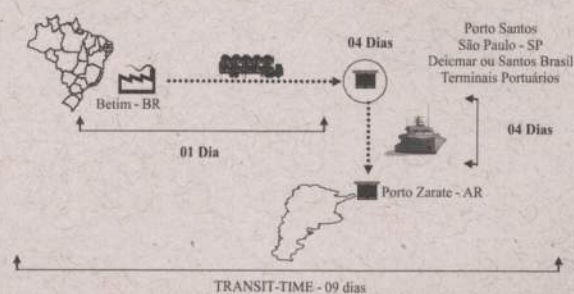 04 Dias
Porto Santos
São Paulo - SP
Deicmar ou Santos Brasil
Terminais Portuários
Betim - BR
01 Dia
04 Dias
Porto Zarate - AR
TRANSIT-TIME - 09 dias